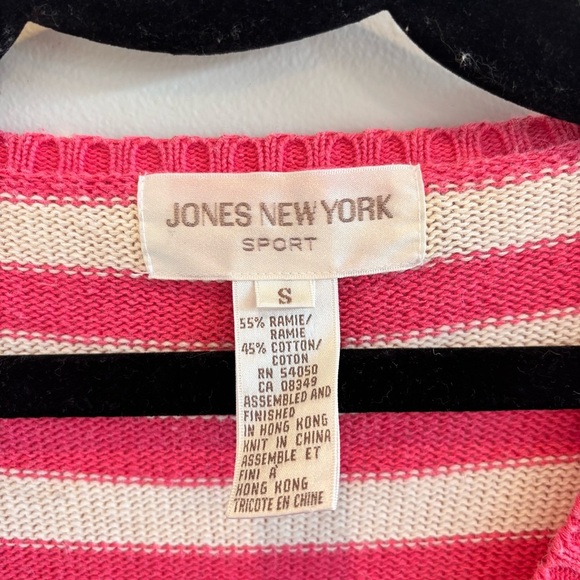 JONES NEW YORK
SPORT
S
55% RAMIE/
RAMIE
45% COTTON/
COTON
RN 54050
CA 08349
ASSEMBLED AND
FINISHED
IN HONG KONG
KNIT IN CHINA
ASSEMBLE ET
FINI À
HONG KONG
TRICOTE EN CHINE